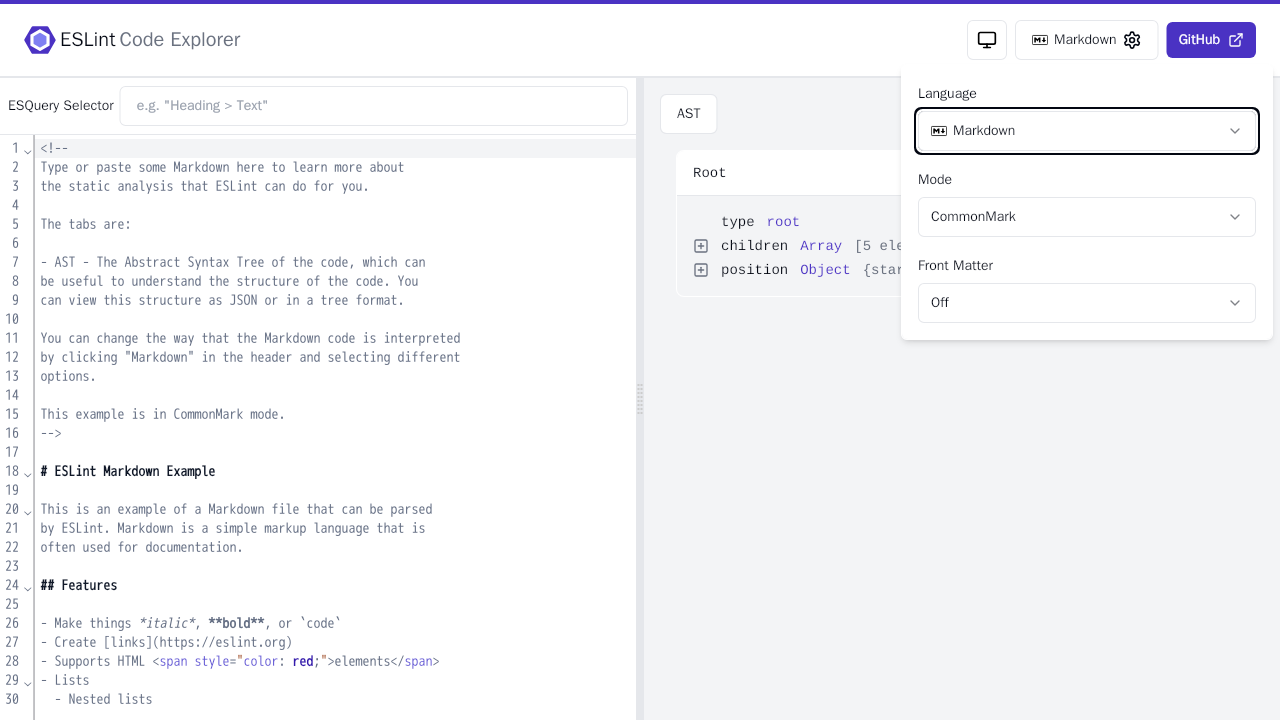 ESLint Code Explorer
Markdown
GitHub
ESQuery Selector
e.g. "Heading > Text"
1 <!--
2 Type or paste some Markdown here to learn more about
3 the static analysis that ESLint can do for you.
4
5 The tabs are:
6
7 - AST - The Abstract Syntax Tree of the code, which can
8 be useful to understand the structure of the code. You
9 can view this structure as JSON or in a tree format.
10
11 You can change the way that the Markdown code is interpreted
12 by clicking "Markdown" in the header and selecting different
13 options.
14
15 This example is in CommonMark mode.
16 -->
17
18 # ESLint Markdown Example
19
20 This is an example of a Markdown file that can be parsed
21 by ESLint. Markdown is a simple markup language that is
22 often used for documentation.
23
24 ## Features
25
26 - Make things *italic*, **bold**, or `code`
27 - Create [links](https://eslint.org)
28 - Supports HTML <span style="color: red;">elements</span>
29 - Lists
30   - Nested lists
AST
Root
type root
children Array [5 ele
position Object {star
Language
Markdown
Mode
CommonMark
Front Matter
Off